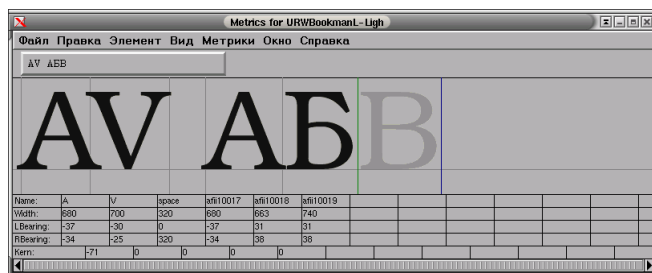 Metrics for URWBookmanL-Ligh
Файл Правка Элемент Вид Метрики Окно Справка
AV АБВ
AV АБВ
Name: A V space afii10017 afii10018 afii10019
Width: 680 700 320 680 663 740
LBearing: -37 -30 0 -37 31 31
RBearing: -34 -25 320 -34 38 38
Kern: -71 0 0 0 0